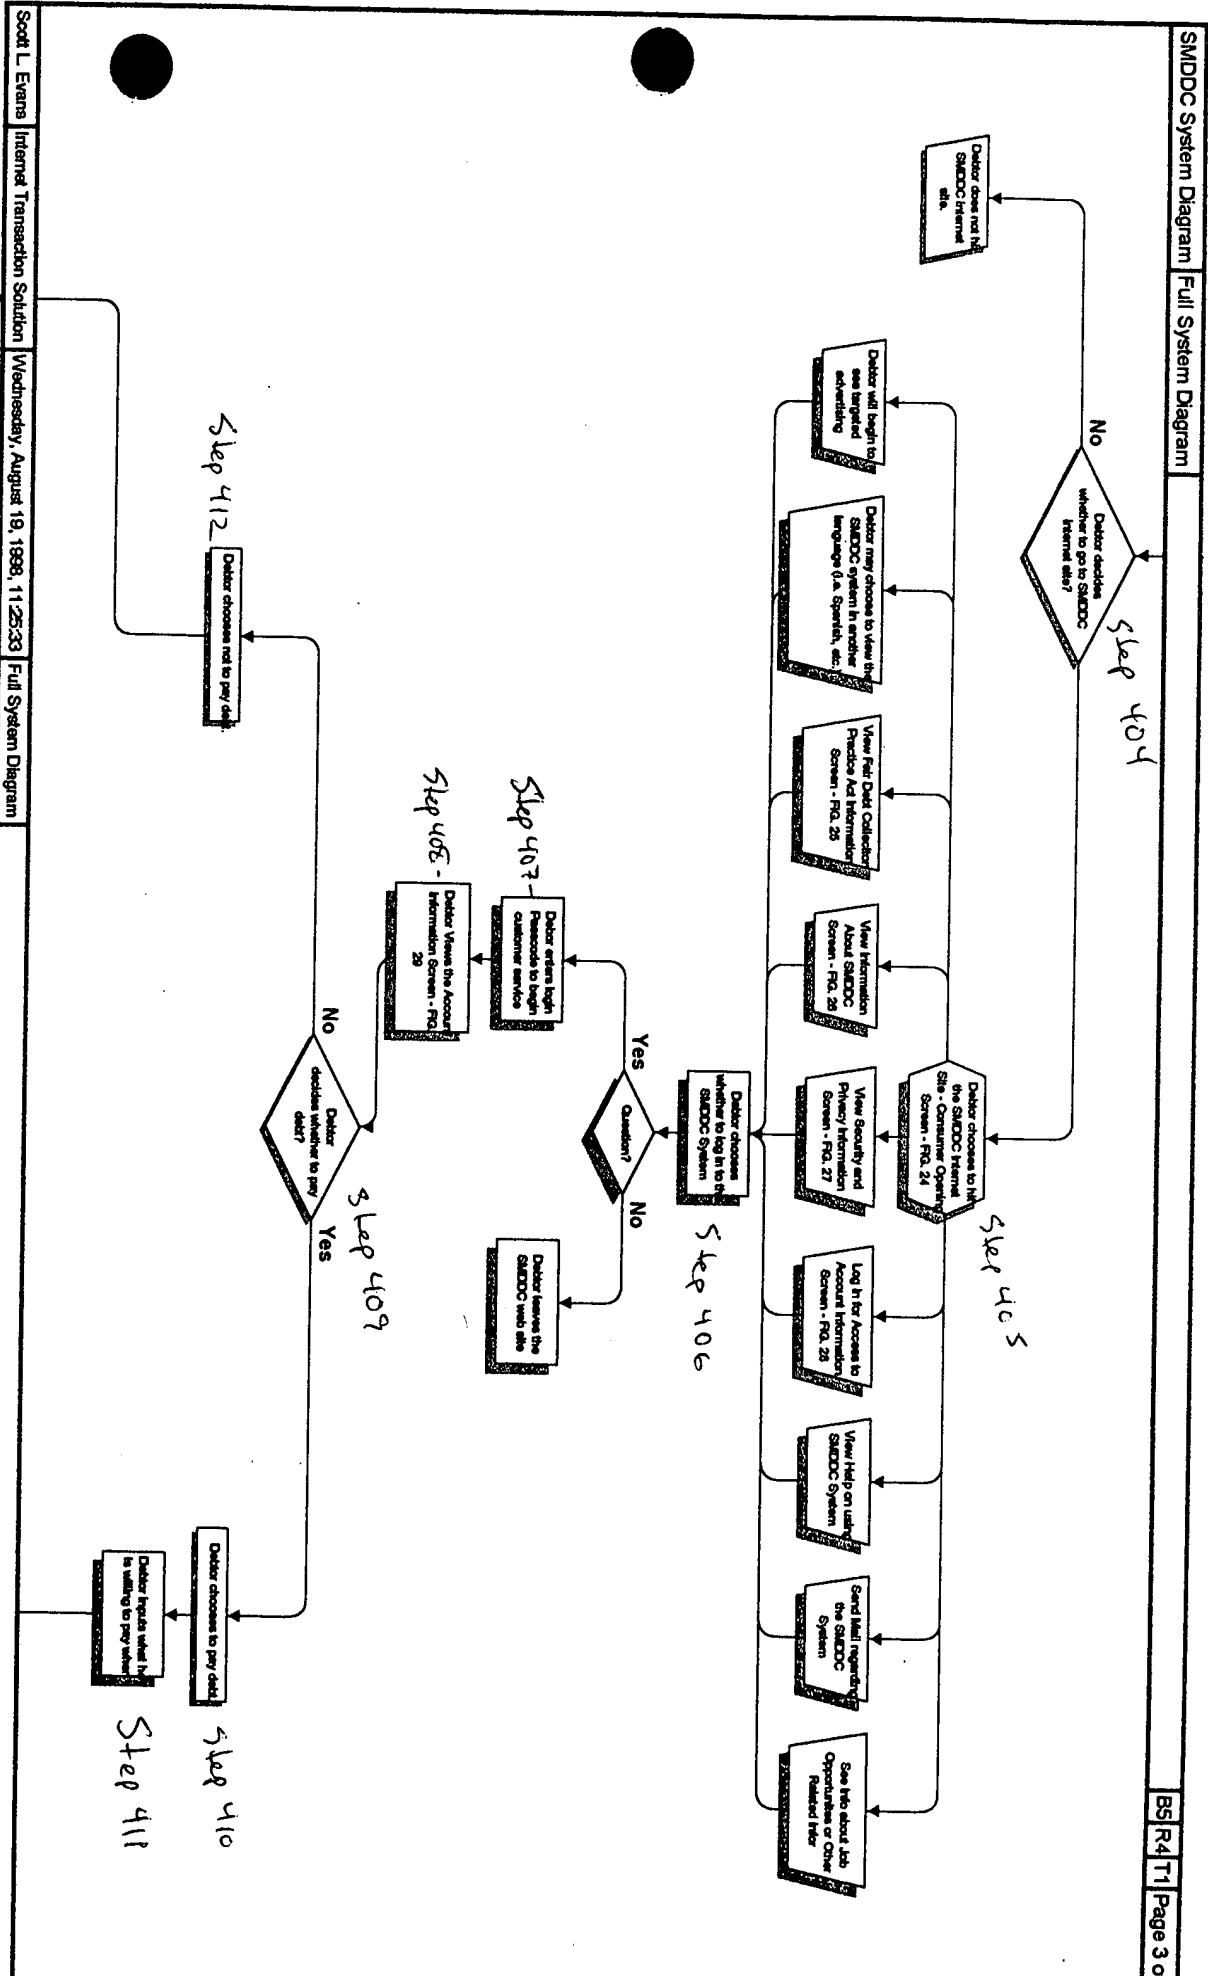 SMDDC System Diagram Full System Diagram
B5 R4 T1 Page 3 o
Debtor decides
whether to go to SMDDC
Internet site?
Step 404
No
Debtor does not hi
SMDDC Internet
site.
Debtor chooses to hit
the SMDDC Internet
Site - Consumer Opening
Screen - FIG. 24
Step 405
Debtor will begin to
see targeted
advertising
Debtor may choose to view the
SMDDC system in another
language (i.e. Spanish, etc.)
View Fair Debt Collection
Practice Act Information
Screen - FIG. 25
View Information
About SMDDC
Screen - FIG. 26
View Security and
Privacy Information
Screen - FIG. 27
Log In for Access to
Account Information
Screen - FIG. 28
View Help on using
SMDDC System
Send Mail regarding
the SMDDC
System
See Info about Job
Opportunites or Other
Related Infor
Debtor chooses
whether to log in to the
SMDDC System
Step 406
Yes
Question?
No
Step 407-
Debtor enters login
Passcode to begin
customer service
Debtor leaves the
SMDDC web site
Step 408-
Debtor Views the Account
Information Screen - FIG.
29
No
Debtor
decides whether to pay
debt?
Yes
Step 409
Step 412
Debtor chooses not to pay debt.
Debtor chooses to pay debt
Step 410
Debtor inputs what he
is willing to pay when
Step 411
Scott L. Evans Internet Transaction Solution Wednesday, August 19, 1998, 11:25:33 Full System Diagram